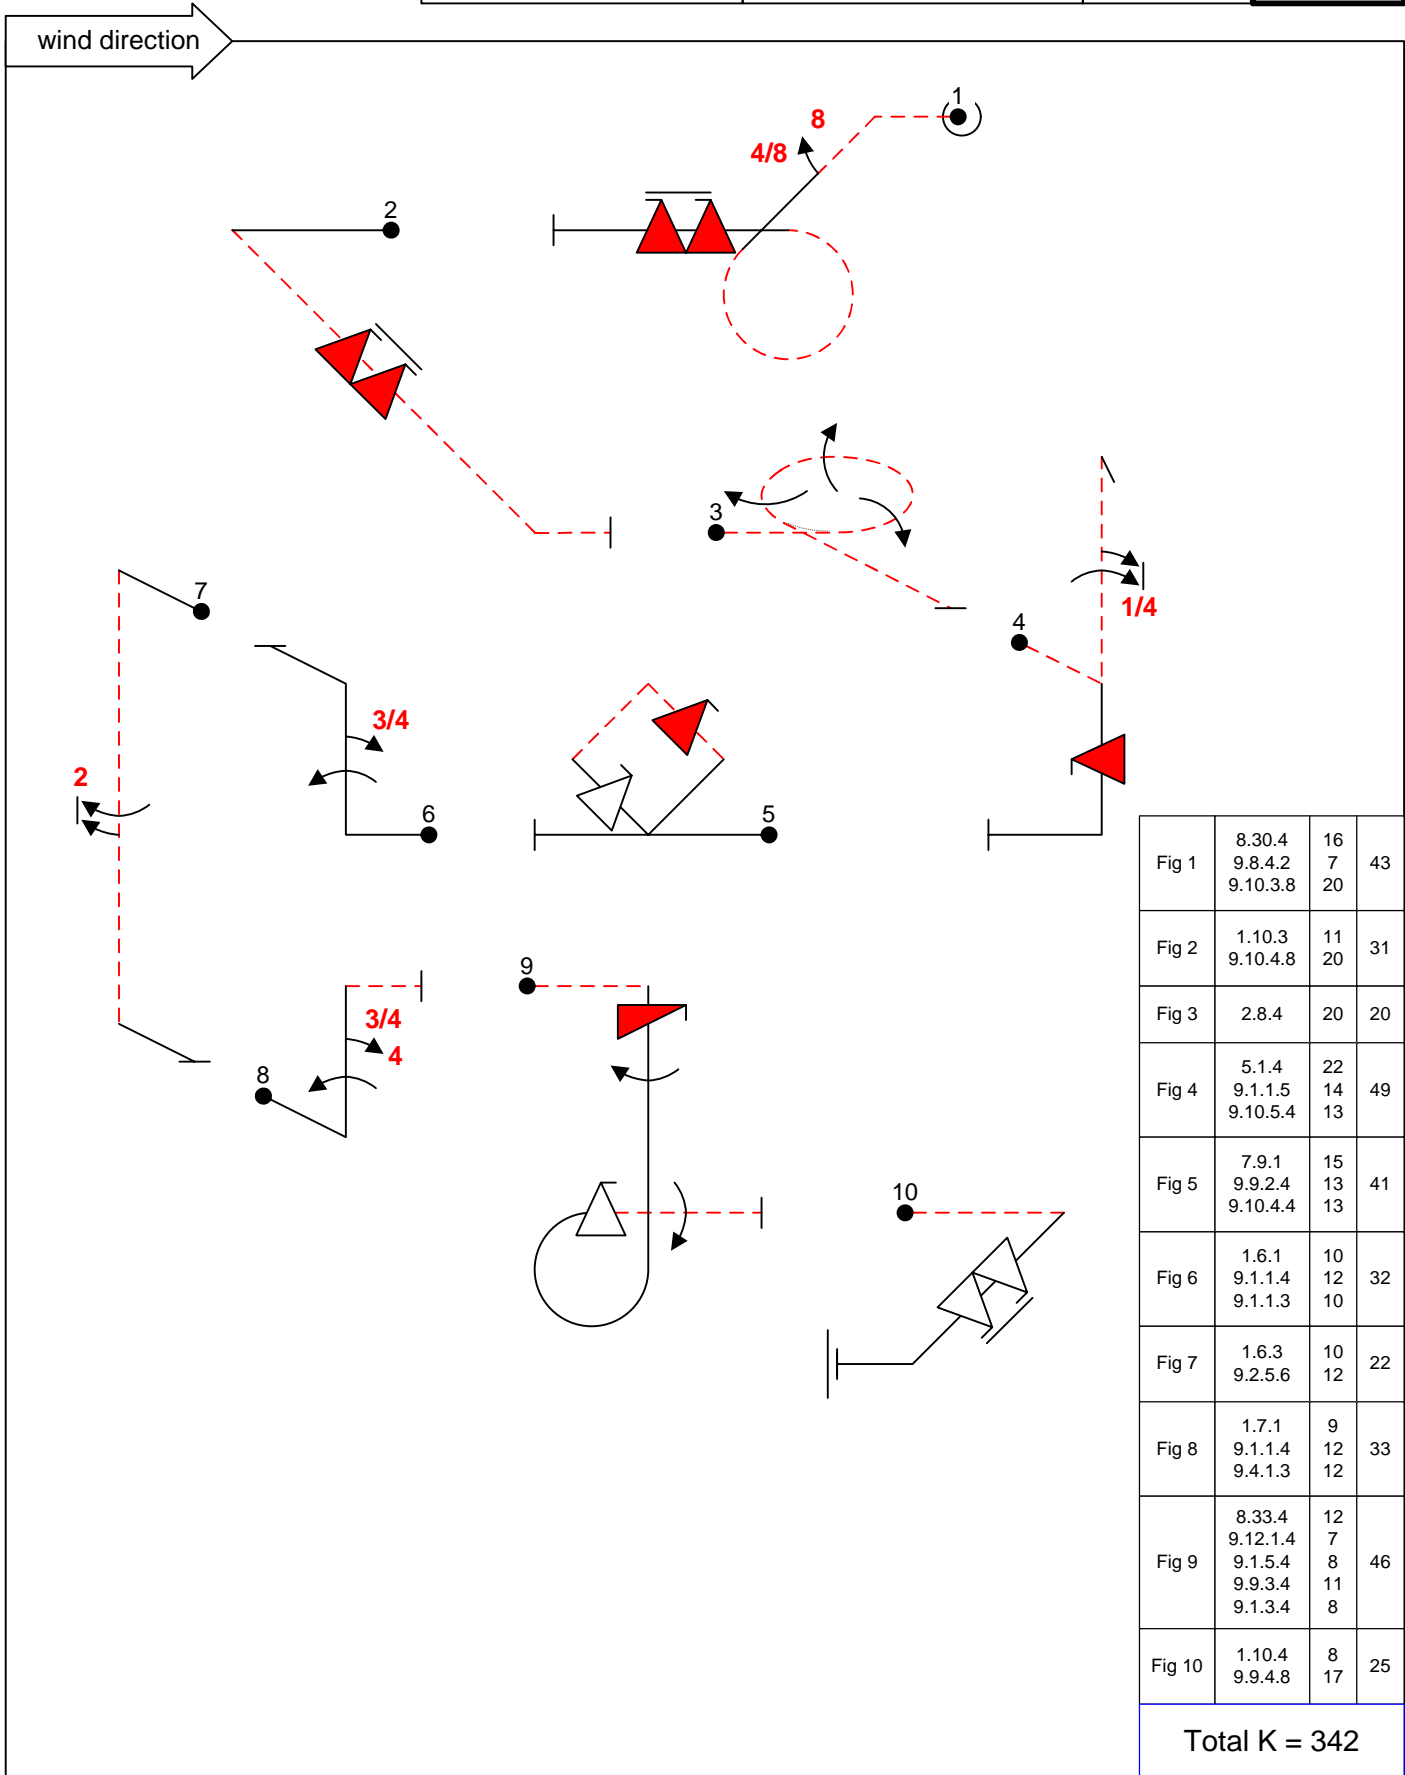 wind direction
1
8
4/8
2
3
1/4
7
4
3/4
2
6
5
9
3/4
4
8
10
Fig 1 8.30.4 16 43
9.8.4.2 7
9.10.3.8 20
Fig 2 1.10.3 11 31
9.10.4.8 20
Fig 3 2.8.4 20 20
Fig 4 5.1.4 22 49
9.1.1.5 14
9.10.5.4 13
Fig 5 7.9.1 15 41
9.9.2.4 13
9.10.4.4 13
Fig 6 1.6.1 10 32
9.1.1.4 12
9.1.1.3 10
Fig 7 1.6.3 10 22
9.2.5.6 12
Fig 8 1.7.1 9 33
9.1.1.4 12
9.4.1.3 12
Fig 9 8.33.4 12 46
9.12.1.4 7
9.1.5.4 8
9.9.3.4 11
9.1.3.4 8
Fig 10 1.10.4 8 25
9.9.4.8 17
Total K = 342